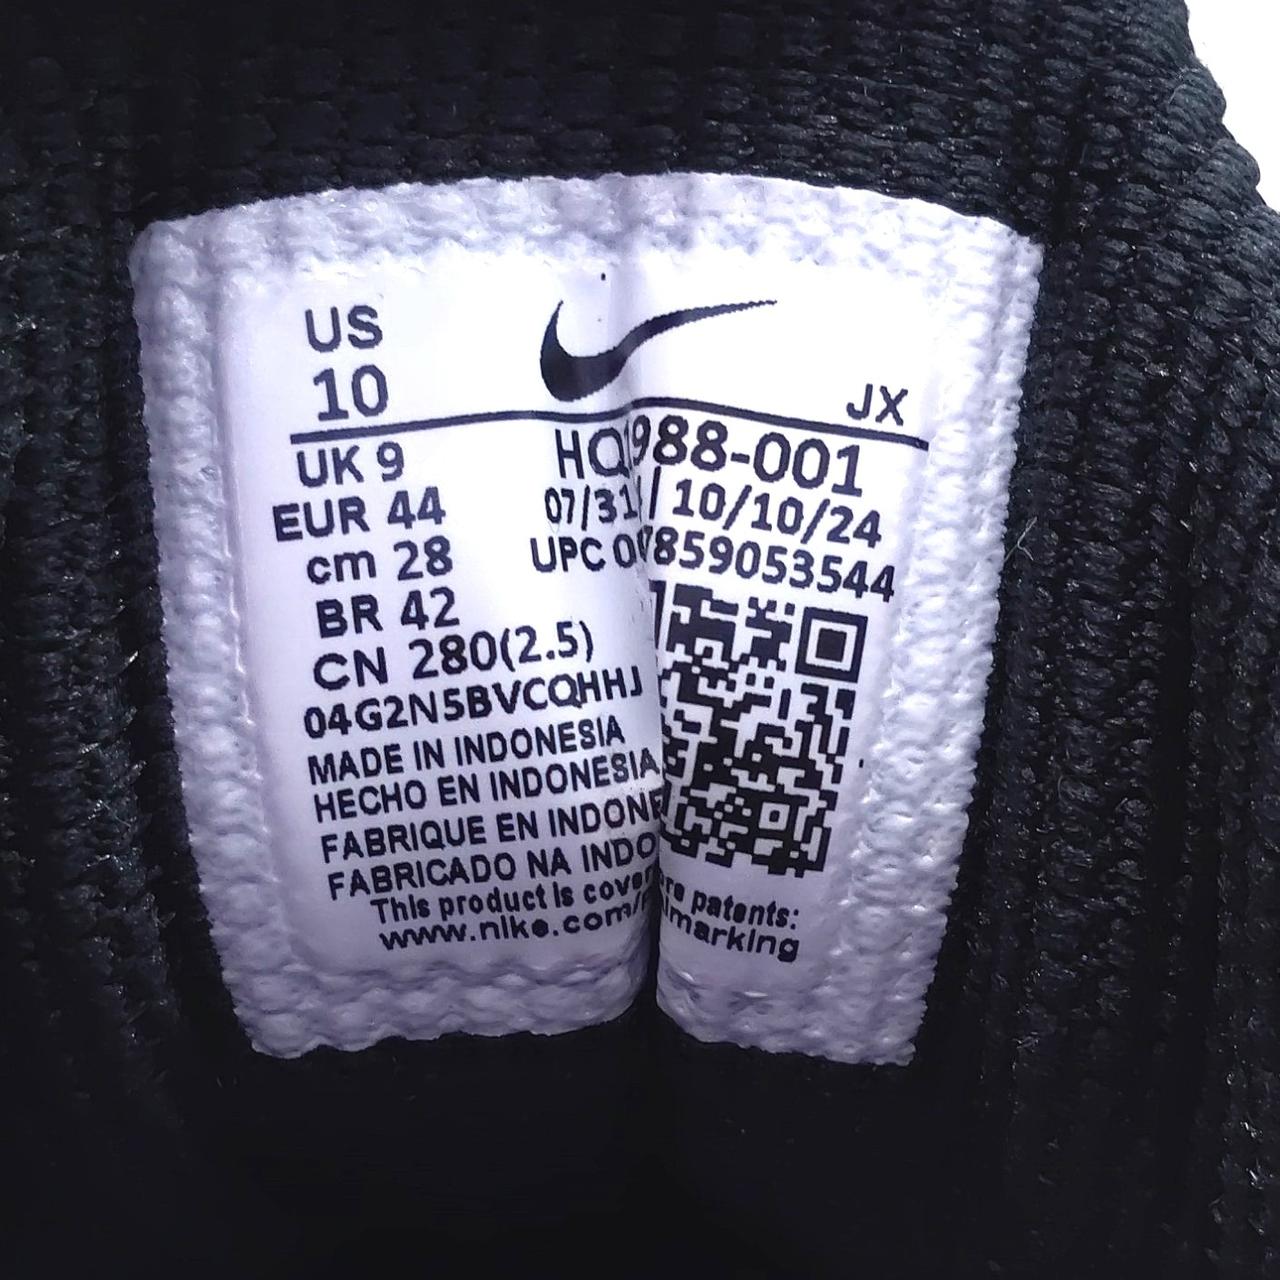 US
10
JX
UK 9
EUR 44
cm 28
BR 42
CN 280(2.5)
988-001
07/31
10/10/24
UPC
859053544
04G2N5BVCQHHJ
MADE IN INDONESIA
HECHO EN INDONESIA
FABRIQUE EN INDONE
FABRICADO NA INDO
This product is cove
patents:
www.nike.com/
marking